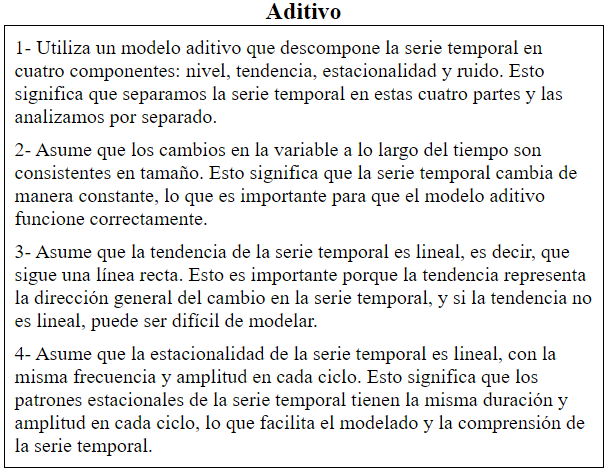 Aditivo
1- Utiliza un modelo aditivo que descompone la serie temporal en
cuatro componentes: nivel, tendencia, estacionalidad y ruido. Esto
significa que separamos la serie temporal en estas cuatro partes y las
analizamos por separado.
2- Asume que los cambios en la variable a lo largo del tiempo son
consistentes en tamaño. Esto significa que la serie temporal cambia de
manera constante, lo que es importante para que el modelo aditivo
funcione correctamente.
3- Asume que la tendencia de la serie temporal es lineal, es decir, que
sigue una línea recta. Esto es importante porque la tendencia representa
la dirección general del cambio en la serie temporal, y si la tendencia no
es lineal, puede ser difícil de modelar.
4- Asume que la estacionalidad de la serie temporal es lineal, con la
misma frecuencia y amplitud en cada ciclo. Esto significa que los
patrones estacionales de la serie temporal tienen la misma duración y
amplitud en cada ciclo, lo que facilita el modelado y la comprensión de
la serie temporal.